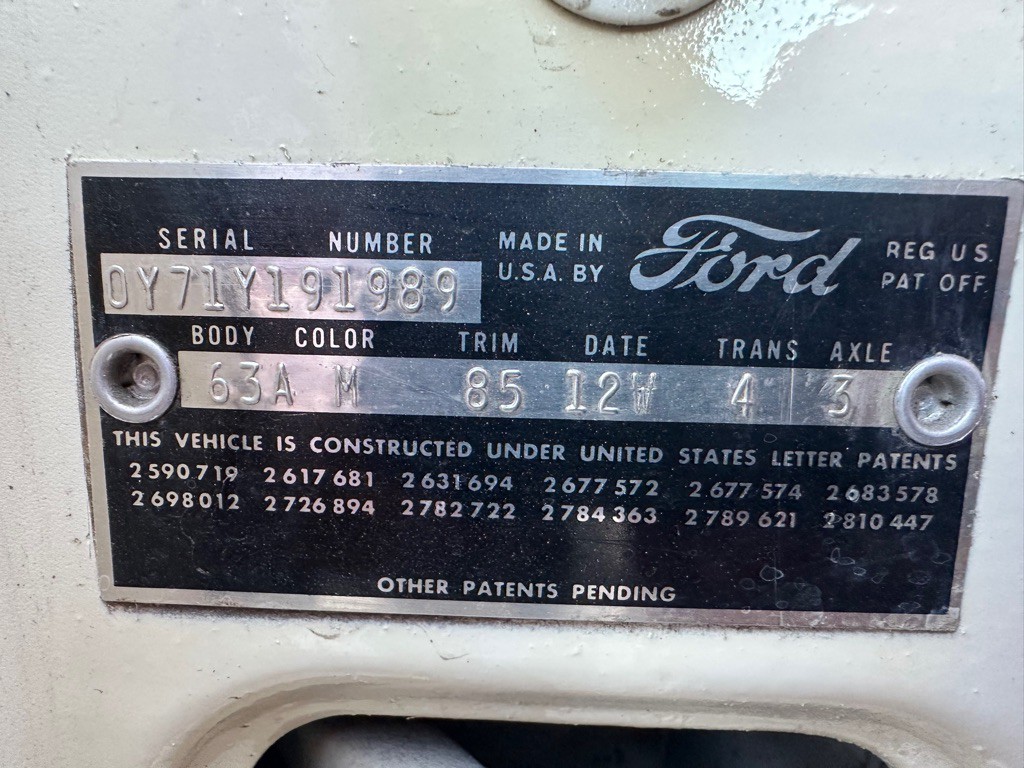 SERIAL NUMBER MADE IN Ford REG U.S.
0Y71Y191989 U.S.A. BY PAT OFF.
BODY COLOR TRIM DATE TRANS AXLE
63A M 85 12W 4 3
THIS VEHICLE IS CONSTRUCTED UNDER UNITED STATES LETTER PATENTS
2590719 2617681 2631694 2677572 2677574 2683578
2698012 2726894 2782722 2784363 2789621 2810447
OTHER PATENTS PENDING